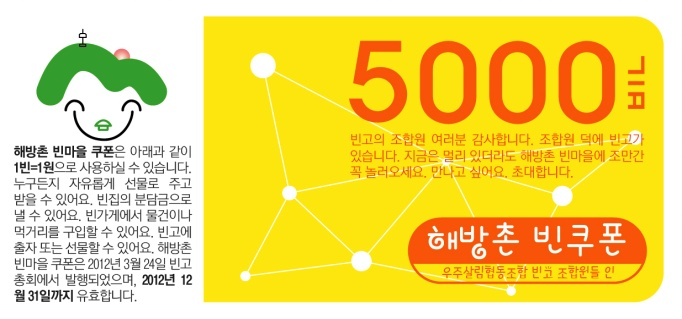 해방촌 빈마을 쿠폰은 아래과 같이
1빈=1원으로 사용하실 수 있습니다.
누구든지 자유롭게 선물로 주고
받을 수 있어요. 빈집의 분담금으로
낼 수 있어요. 빈가게에서 물건이나
먹거리를 구입할 수 있어요. 빈고에
출자 또는 선물할 수 있어요. 해방촌
빈마을 쿠폰은 2012년 3월 24일 빈고
총회에서 발행되었으며, 2012년 12
월 31일까지 유효합니다.
5000
빈고의 조합원 여러분 감사합니다. 조합원 덕에 빈고가
있습니다. 지금은 멀리 있더라도 해방촌 빈마을에 조만간
꼭 놀러오세요. 만나고 싶어요. 초대합니다.
해방촌 빈쿠폰
우주살림협동조합 빈고 조합원들 인